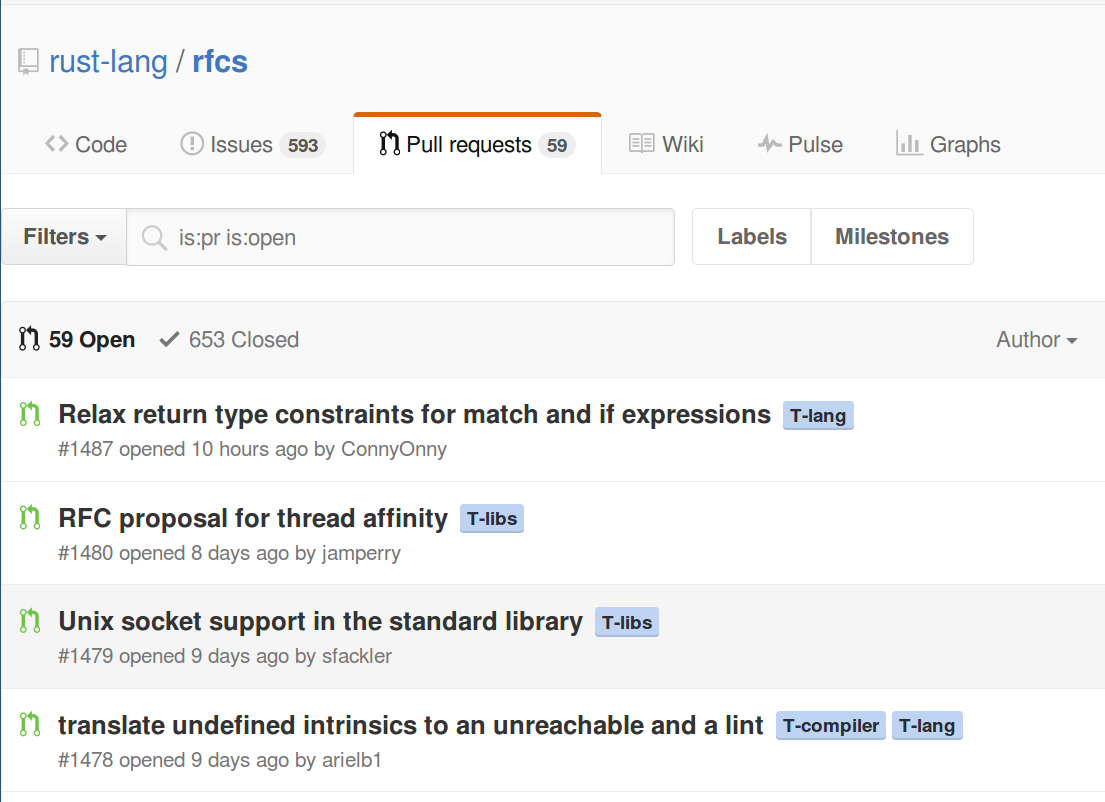 rust-lang / rfcs
Code Issues 593 Pull requests 59 Wiki Pulse Graphs
Filters is:pr is:open Labels Milestones
59 Open 653 Closed Author
Relax return type constraints for match and if expressions T-lang
#1487 opened 10 hours ago by ConnyOnny
RFC proposal for thread affinity T-libs
#1480 opened 8 days ago by jamperry
Unix socket support in the standard library T-libs
#1479 opened 9 days ago by sfackler
translate undefined intrinsics to an unreachable and a lint T-compiler T-lang
#1478 opened 9 days ago by arielb1